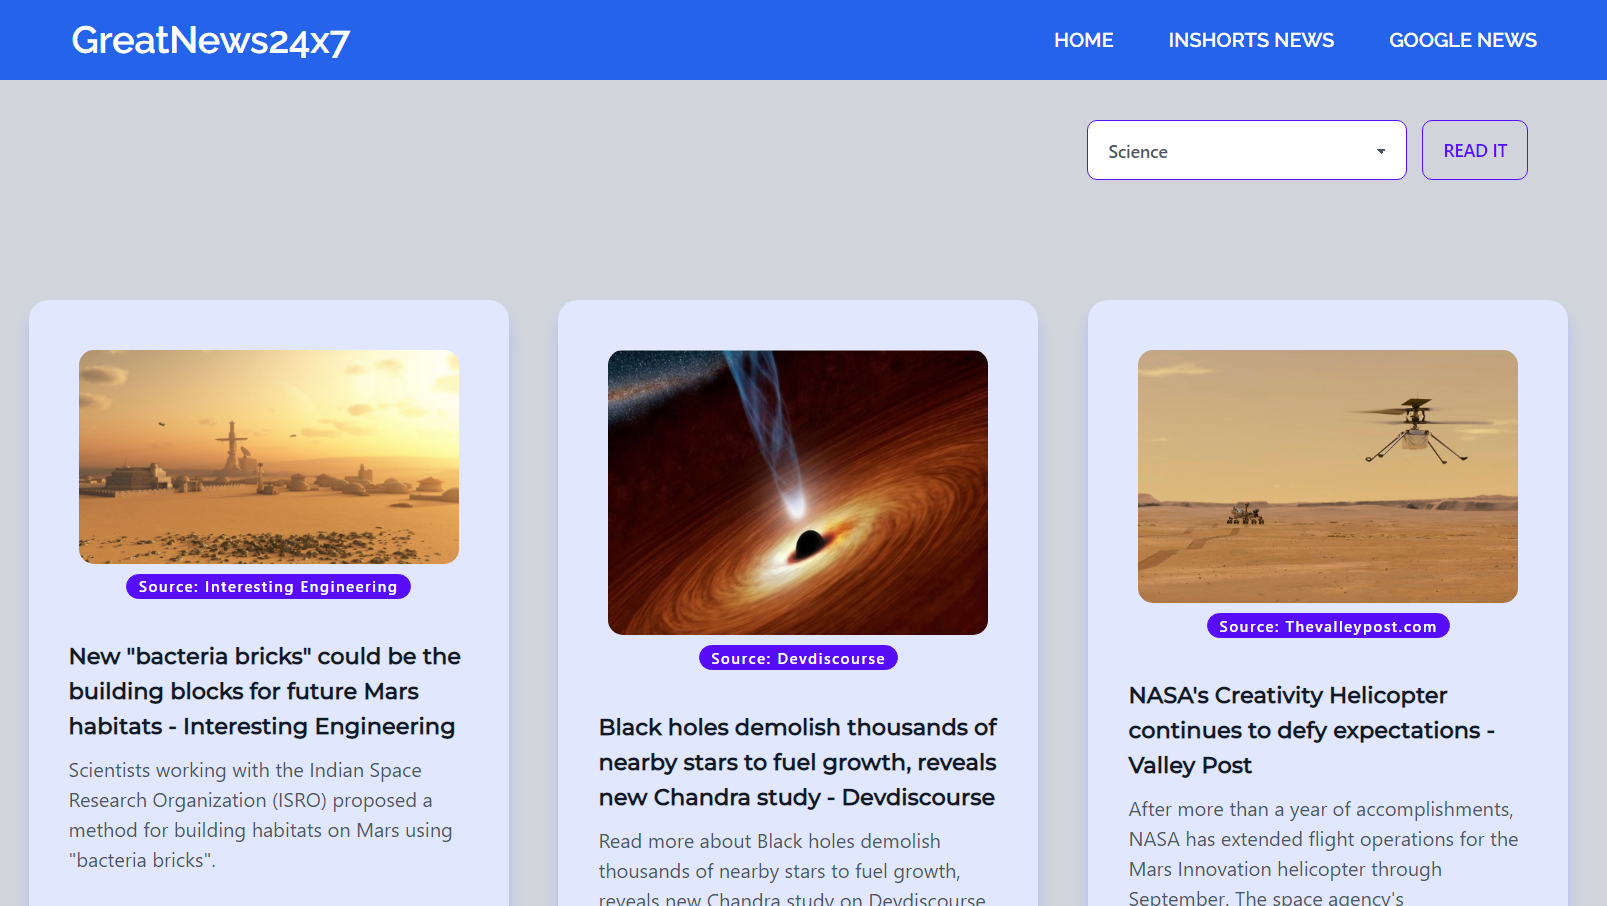 GreatNews24x7
HOME
INSHORTS NEWS
GOOGLE NEWS
Science
READ IT
Source: Interesting Engineering
New "bacteria bricks" could be the
building blocks for future Mars
habitats - Interesting Engineering
Scientists working with the Indian Space
Research Organization (ISRO) proposed a
method for building habitats on Mars using
"bacteria bricks".
Source: Devdiscourse
Black holes demolish thousands of
nearby stars to fuel growth, reveals
new Chandra study - Devdiscourse
Read more about Black holes demolish
thousands of nearby stars to fuel growth,
reveals new Chandra study on Devdiscourse
Source: Thevalleypost.com
NASA's Creativity Helicopter
continues to defy expectations -
Valley Post
After more than a year of accomplishments,
NASA has extended flight operations for the
Mars Innovation helicopter through
September. The space agency's